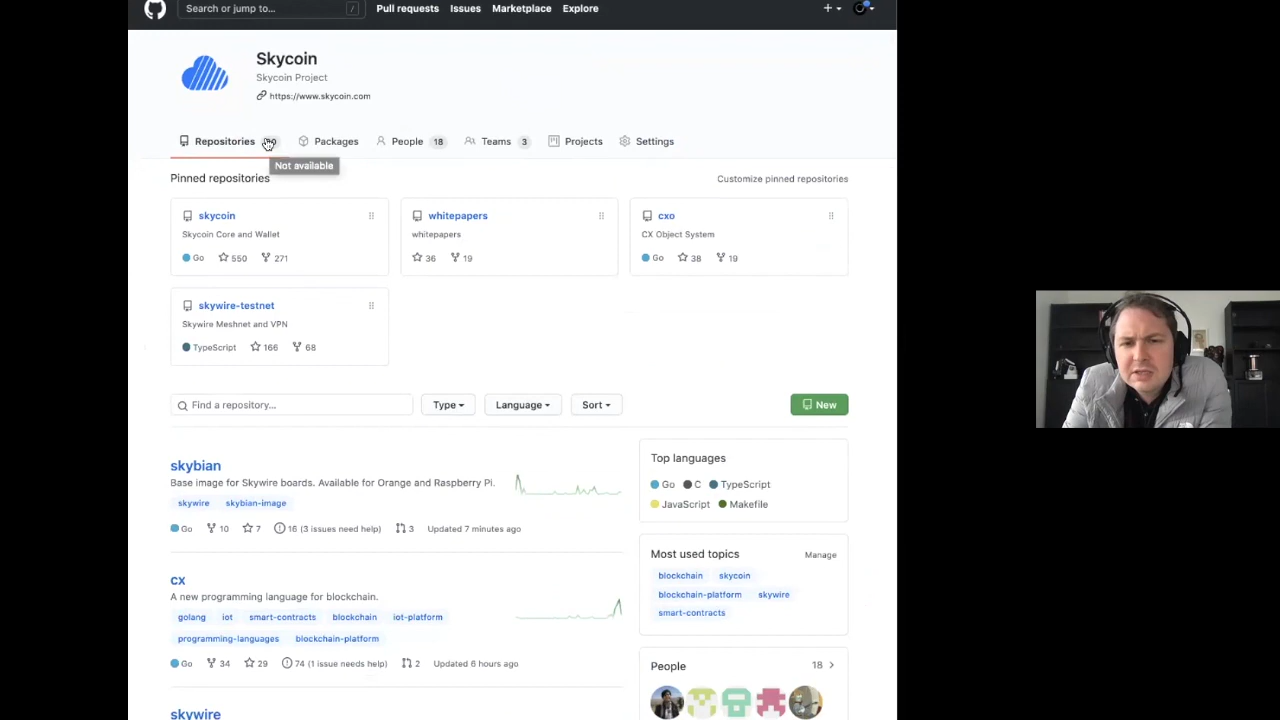 Search or jump to... /
Pull requests Issues Marketplace Explore
Skycoin
Skycoin Project
https://www.skycoin.com
Repositories Packages People 18 Teams 3 Projects Settings
Not available
Pinned repositories Customize pinned repositories
skycoin
Skycoin Core and Wallet
Go 550 271
whitepapers
whitepapers
36 19
cxo
CX Object System
Go 38 19
skywire-testnet
Skywire Meshnet and VPN
TypeScript 166 68
Find a repository... Type Language Sort New
skybian
Base image for Skywire boards. Available for Orange and Raspberry Pi.
skywire skybian-image
Go 10 7 16 (3 issues need help) 3 Updated 7 minutes ago
cx
A new programming language for blockchain.
golang iot smart-contracts blockchain iot-platform
programming-languages blockchain-platform
Go 34 29 74 (1 issue needs help) 2 Updated 6 hours ago
skywire
Top languages
Go C TypeScript
JavaScript Makefile
Most used topics Manage
blockchain skycoin
blockchain-platform skywire
smart-contracts
People 18